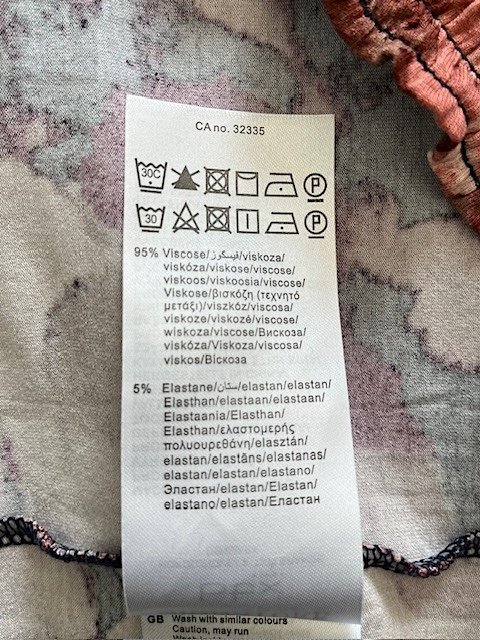 CA no. 32335
30C P
30 P
95% Viscose/فيسكوز/viskoza/
viskóza/viskose/viscose/
viskoos/viskoosia/viscose/
Viskose/Βισκόζη (τεχνητό
μετάξι)/viszkóz/viscosa/
viskoze/viskozė/viscose/
wiskoza/viscose/Вискоза/
viskóza/Viskoza/viscosa/
viskos/Віскоза
5% Elastane/ستان/elastan/elastan/
Elasthan/elastaan/elastaan/
Elastaania/Elasthan/
Elasthan/ελαστομερής
πολυουρεθάνη/elasztán/
elastan/elastāns/elastanas/
elastan/elastan/elastano/
Эластан/elastan/Elastan/
elastano/elastan/Еластан
GB Wash with similar colours
Caution, may run